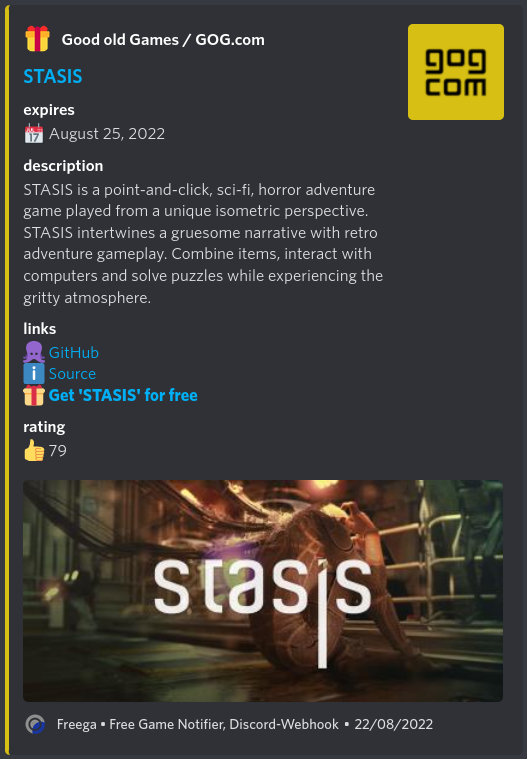 Good old Games / GOG.com
gog
com
STASIS
expires
JUL 17
August 25, 2022
description
STASIS is a point-and-click, sci-fi, horror adventure
game played from a unique isometric perspective.
STASIS intertwines a gruesome narrative with retro
adventure gameplay. Combine items, interact with
computers and solve puzzles while experiencing the
gritty atmosphere.
links
GitHub
i Source
Get 'STASIS' for free
rating
79
stasis
Freega • Free Game Notifier, Discord-Webhook • 22/08/2022